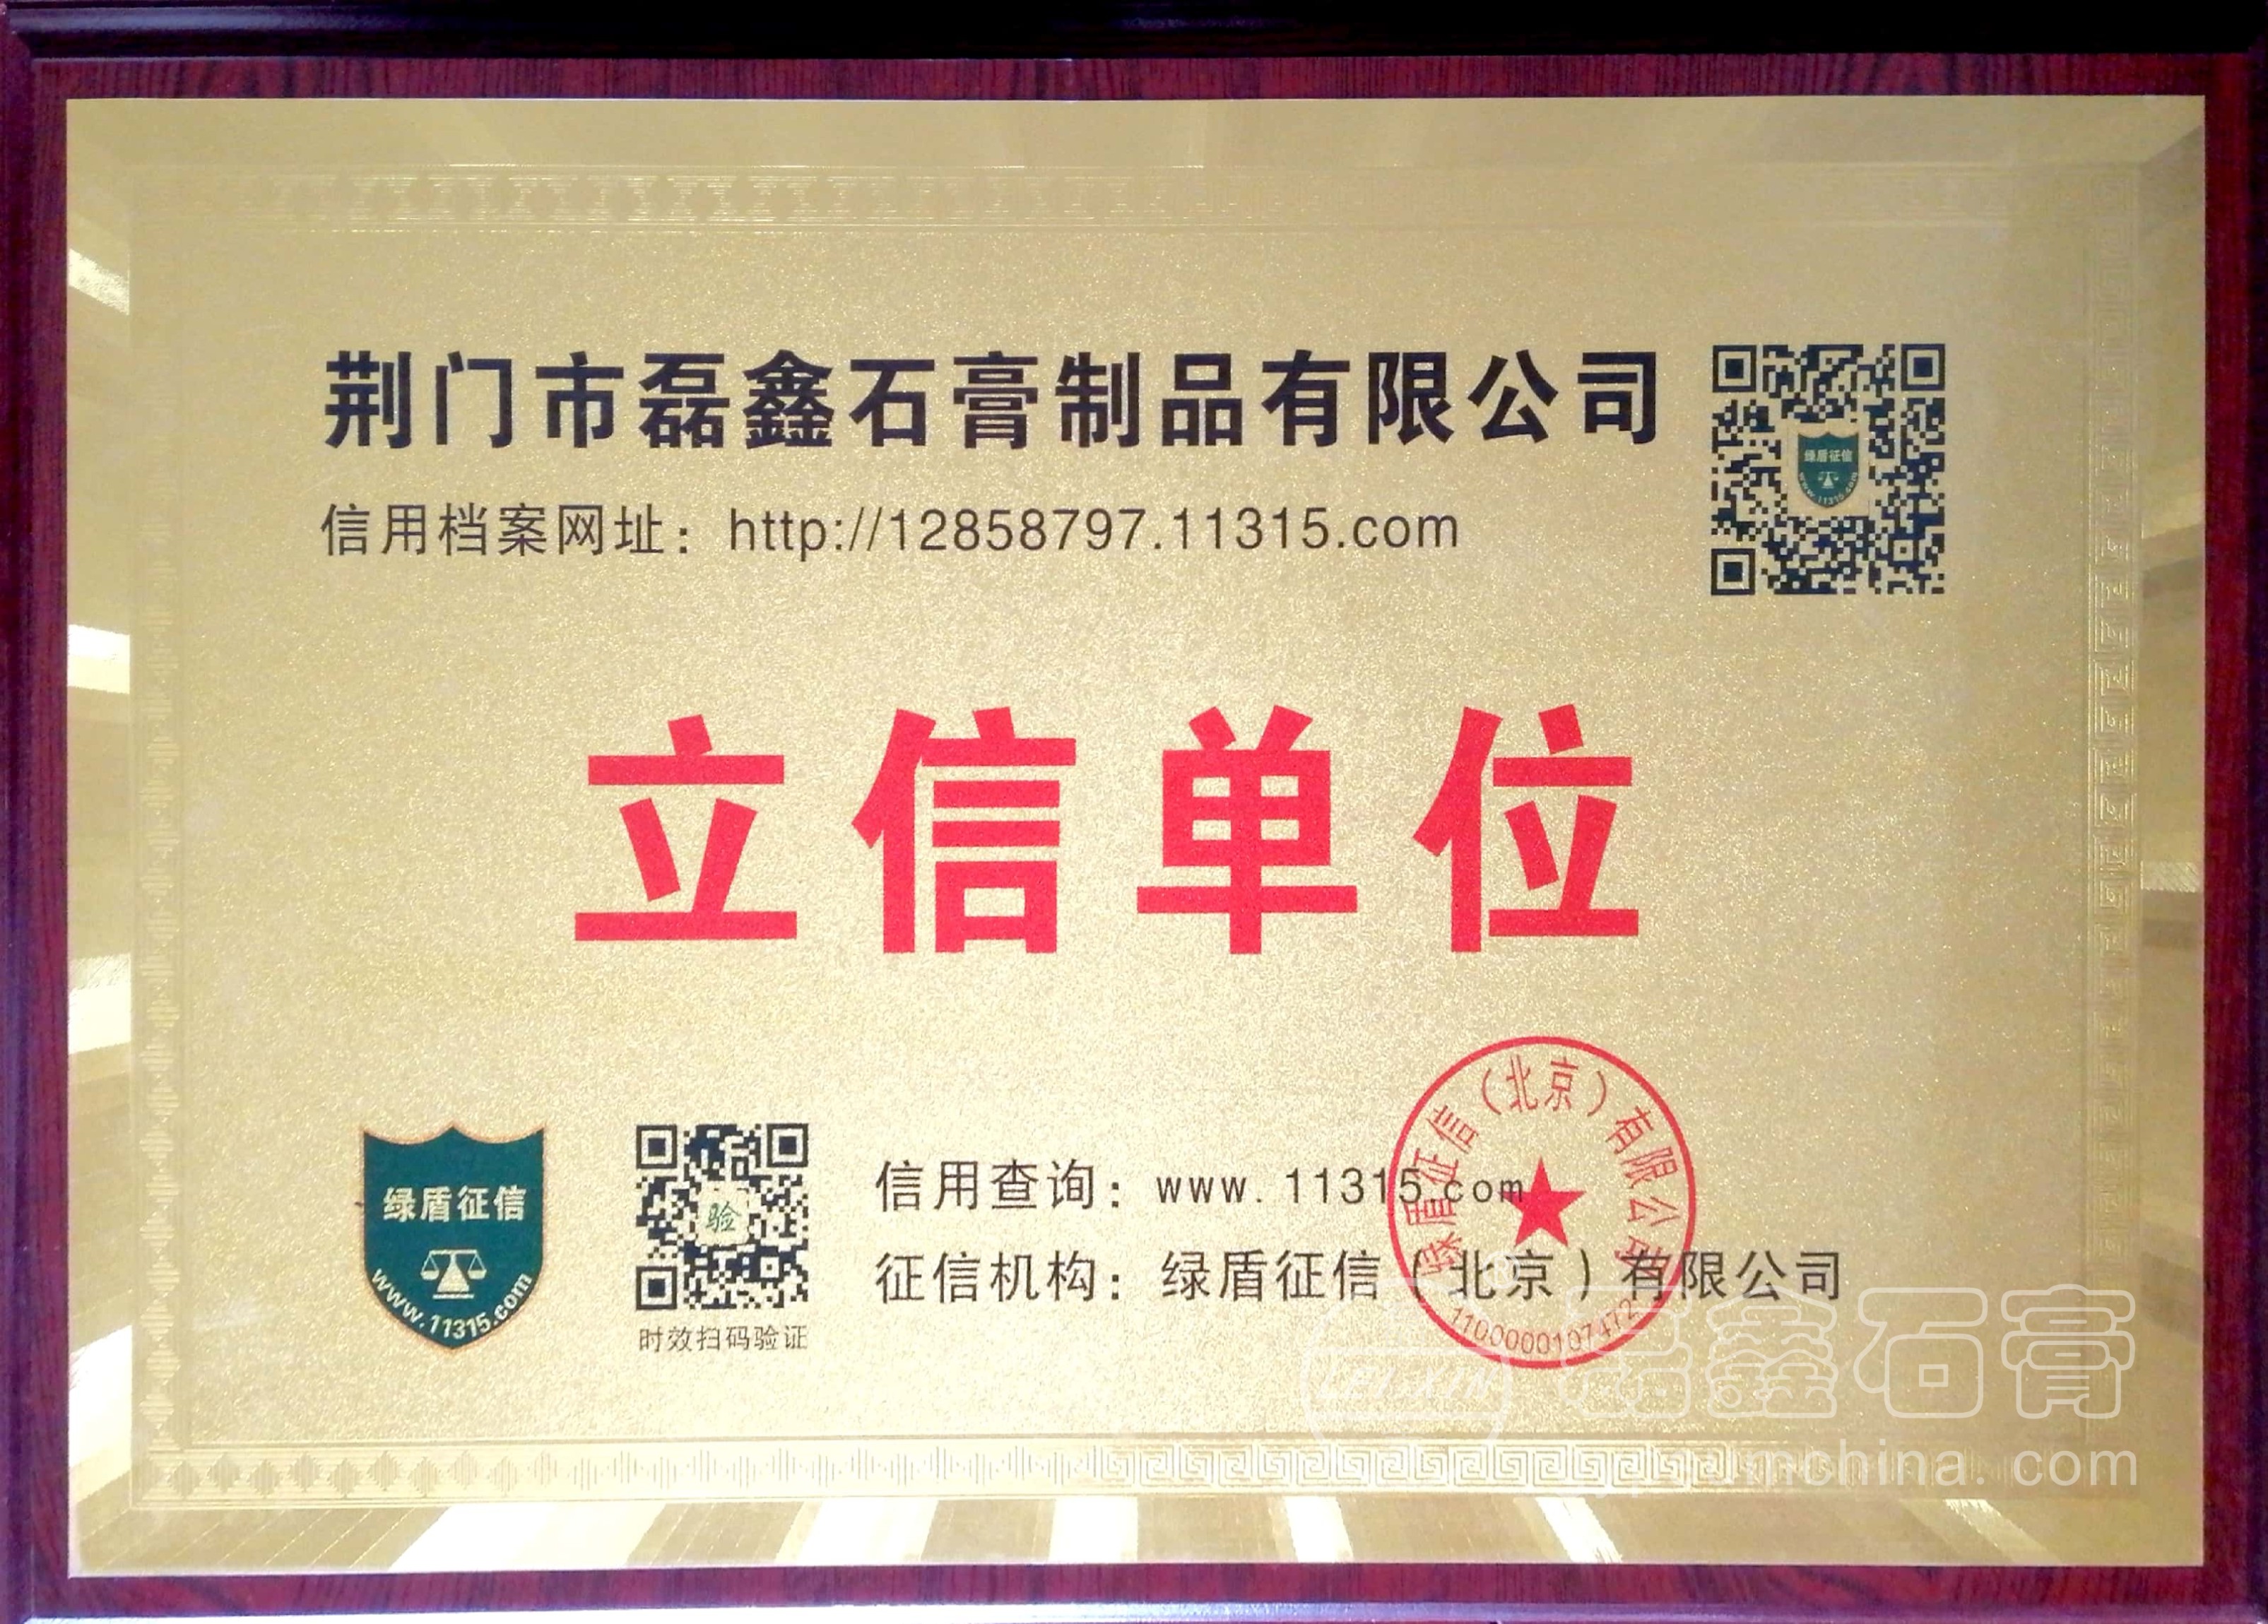 荆门市磊鑫石膏制品有限公司
信用档案网址：http://12858797.11315.com
绿盾征信
www.11315.com
立信单位
绿盾征信
www.11315.com
验
时效扫码验证
信用查询：www.11315.com
征信机构：绿盾征信（北京）有限公司
绿盾征信（北京）有限公司
LEI XIN
磊鑫石膏